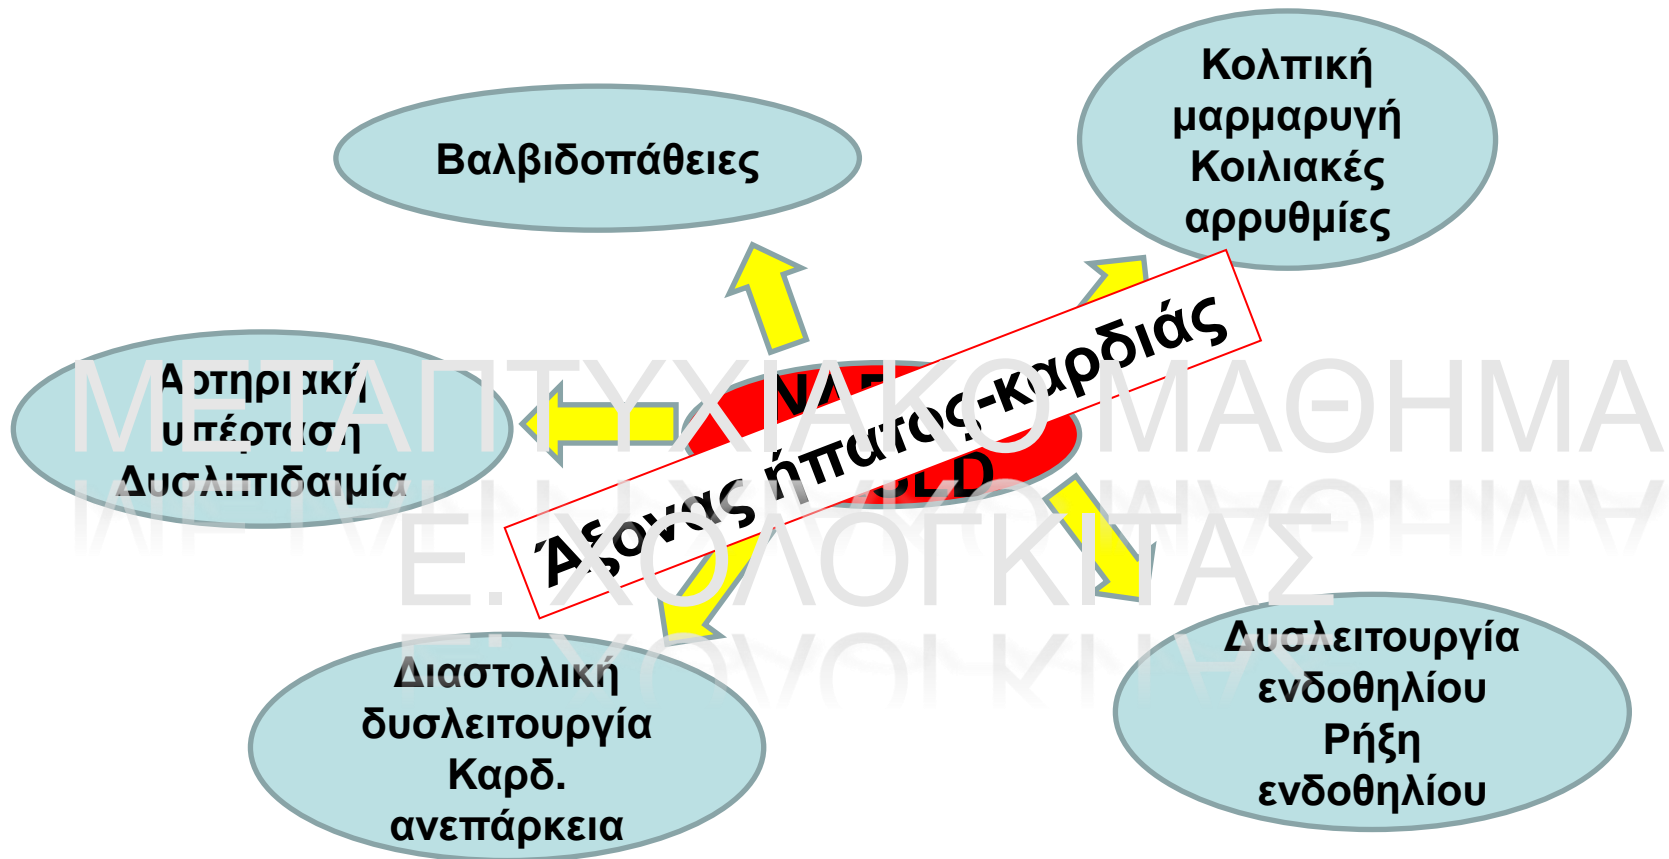 Κολπική
μαρμαρυγή
Κοιλιακές
αρρυθμίες
Βαλβιδοπάθειες
Αρτηριακή
υπέρταση
Δυσλιπιδαιμία
Άξονας ήπατος-καρδιάς
ΜΕΤΑΠΤΥΧΙΑΚΟ ΜΑΘΗΜΑ
Ε. ΧΟΛΟΓΚΙΤΑΣ
Διαστολική
δυσλειτουργία
Καρδ.
ανεπάρκεια
Δυσλειτουργία
ενδοθηλίου
Ρήξη
ενδοθηλίου